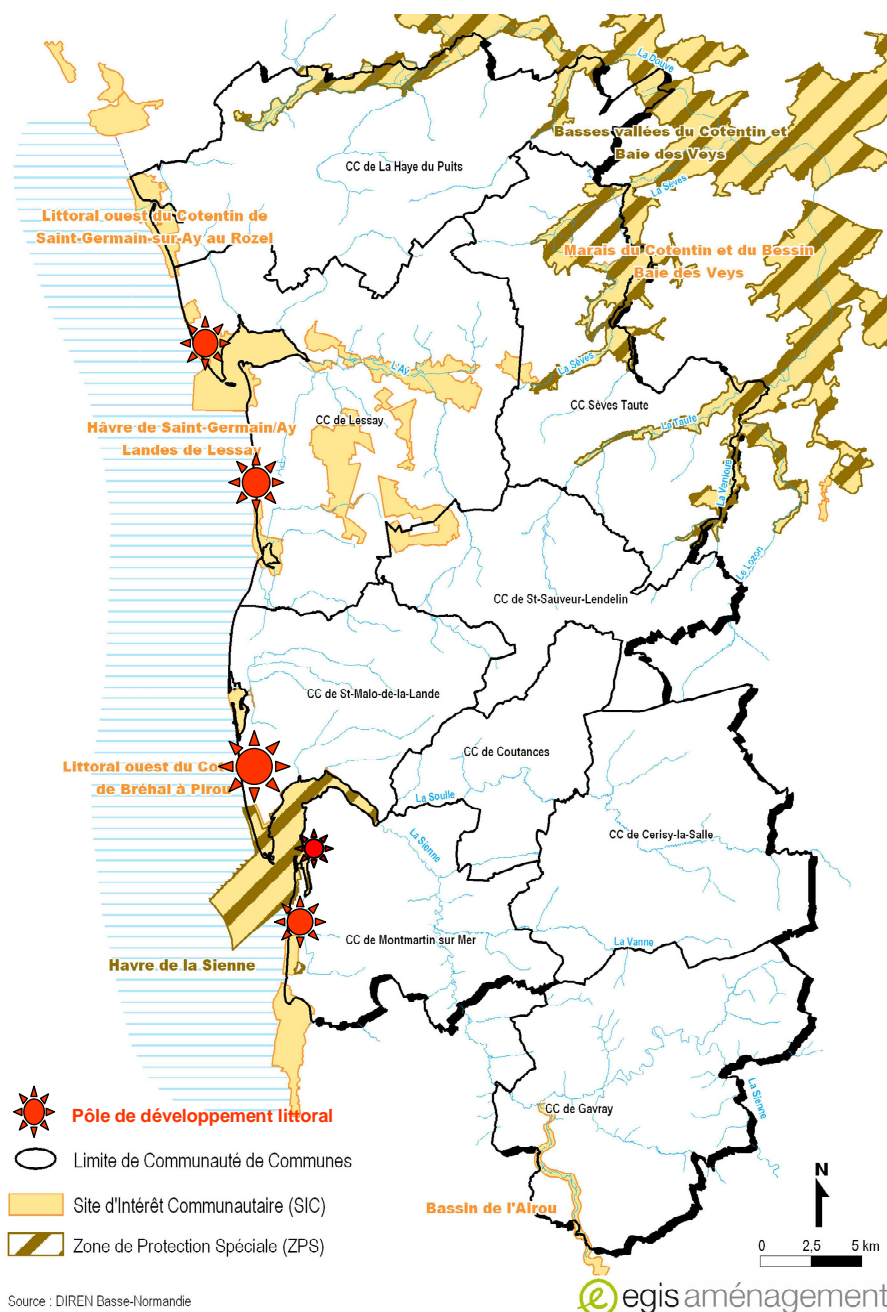 La Douve
Basses vallées du Cotentin et
Baie des Veys
CC de La Haye du Puits
La Sèves
Littoral ouest du Cotentin de
Saint-Germain-sur-Ay au Rozel
Marais du Cotentin et du Bessin
Baie des Veys
L'Ay
La Sèves
CC Sèves Taute
CC de Lessay
La Taute
Hâvre de Saint-Germain/Ay
Landes de Lessay
La Venloue
Le Lozon
CC de St-Sauveur-Lendelin
CC de St-Malo-de-la-Lande
CC de Coutances
Littoral ouest du Co
de Bréhal à Pirou
La Soulle
La Sienne
CC de Cerisy-la-Salle
CC de Montmartin sur Mer
La Vanne
Havre de la Sienne
La Sienne
CC de Gavray
Pôle de développement littoral
Limite de Communauté de Communes
Site d'Intérêt Communautaire (SIC)
Bassin de l'Airou
Zone de Protection Spéciale (ZPS)
N
0 2,5 5 km
Source : DIREN Basse-Normandie
egis aménagement